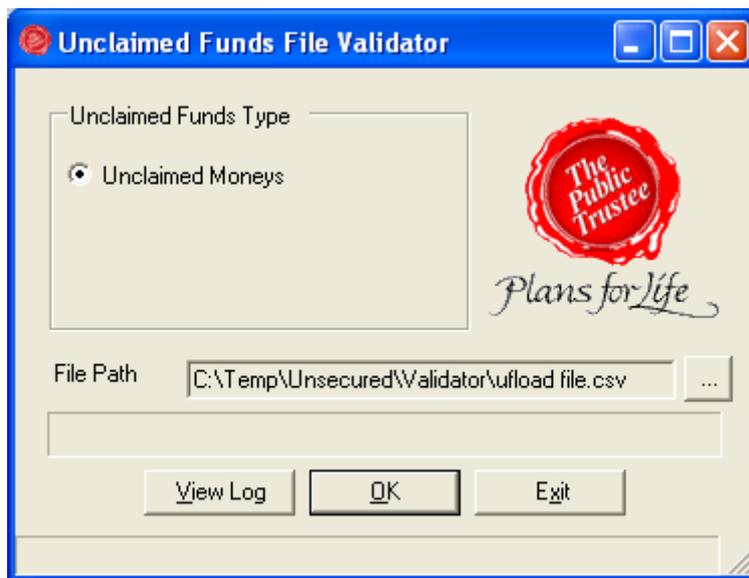 Unclaimed Funds File Validator
Unclaimed Funds Type
Unclaimed Moneys
The
Public
Trustee
Plans for Life
File Path
C:\Temp\Unsecured\Validator\ufload file.csv
...
View Log
OK
Exit